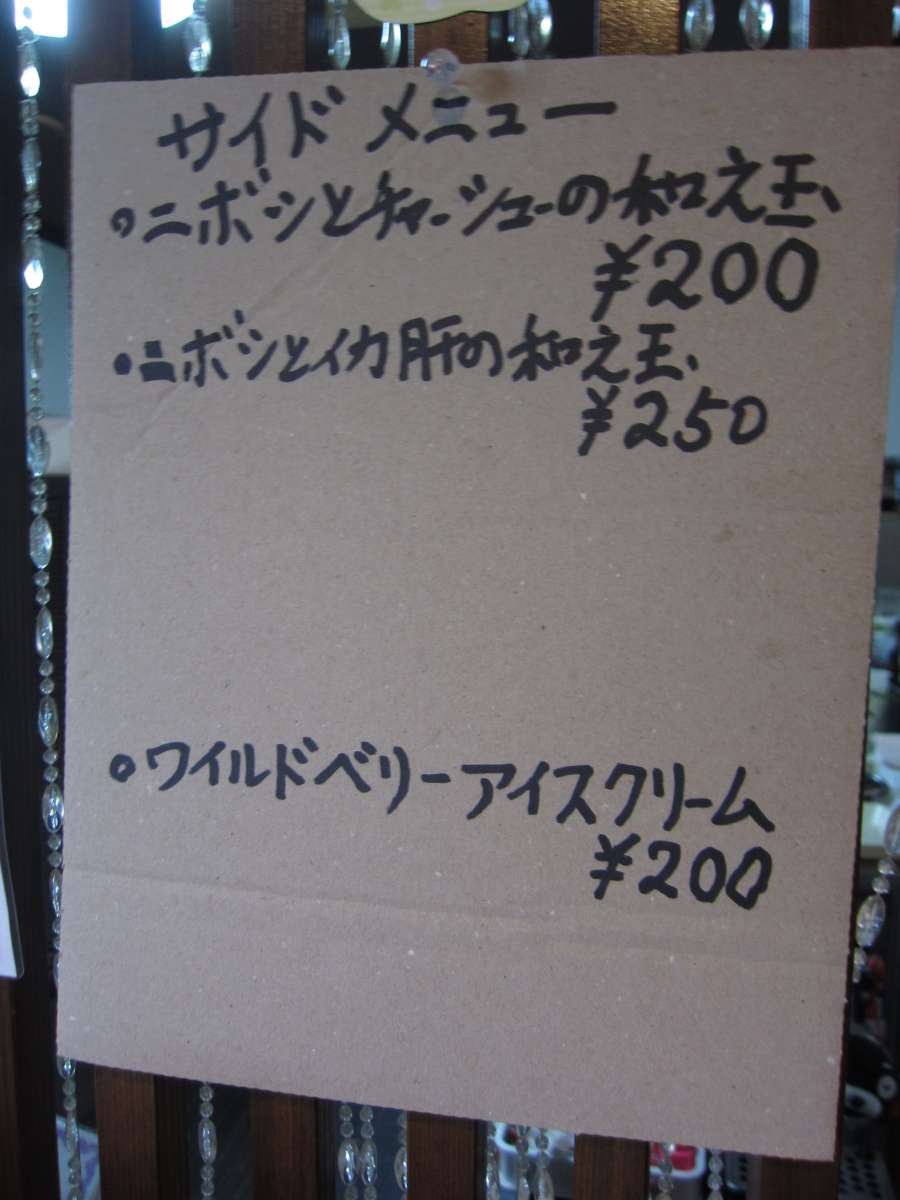 サイドメニュー
・ニボシとチャーシューの和え玉、
¥200
・ニボシとイカ肝の和え玉、
¥250
・ワイルドベリーアイスクリーム
¥200